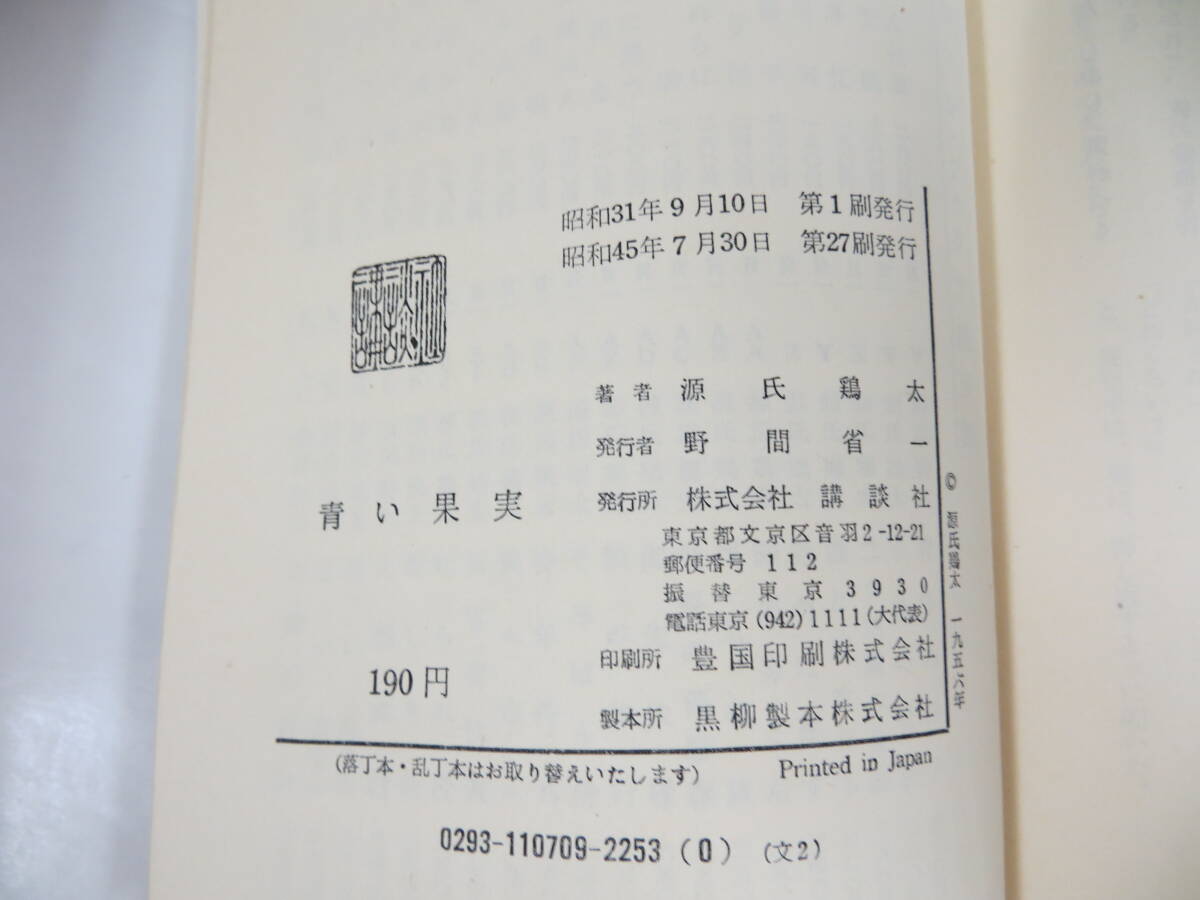 昭和31年9月10日 第1刷発行
昭和45年7月30日 第27刷発行
講談社
著者 源氏鶏太
発行者 野間省一
青い果実
発行所 株式会社 講談社
東京都文京区音羽2-12-21
郵便番号 112
振替東京 3930
電話東京 (942) 1111 (大代表)
印刷所 豊国印刷株式会社
190円
製本所 黒柳製本株式会社
© 源氏鶏太 一九五六年
(落丁本・乱丁本はお取り替えいたします)
Printed in Japan
0293-110709-2253 (0) (文2)